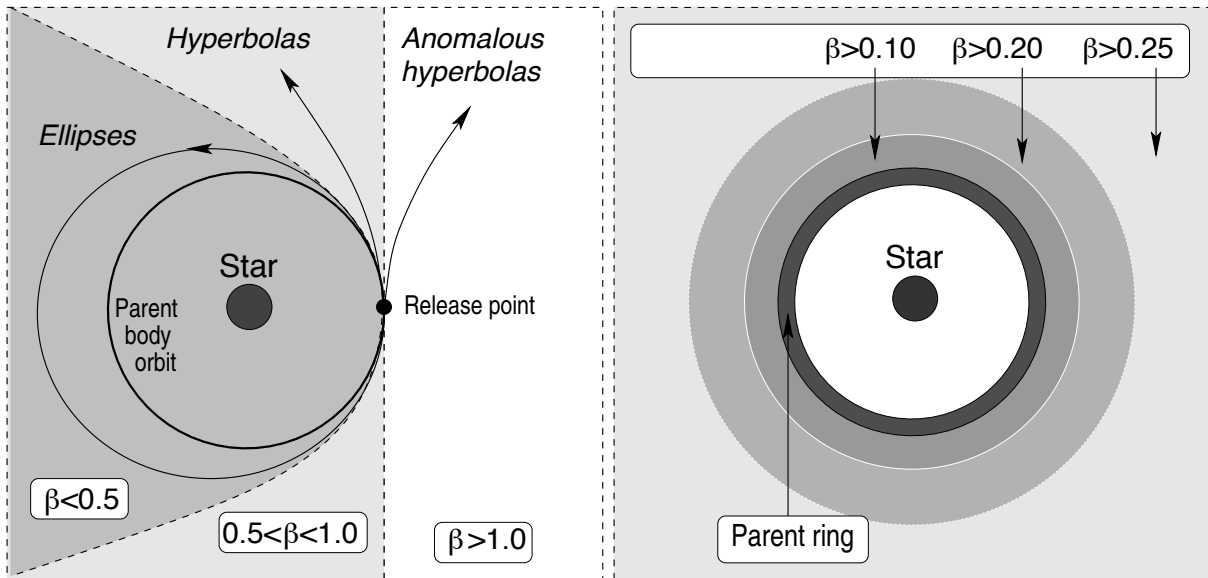 Hyperbolas
Anomalous
hyperbolas
Ellipses
Star
Parent
body
orbit
Release point
β<0.5
0.5<β<1.0
β>1.0
β>0.10 β>0.20 β>0.25
Star
Parent ring